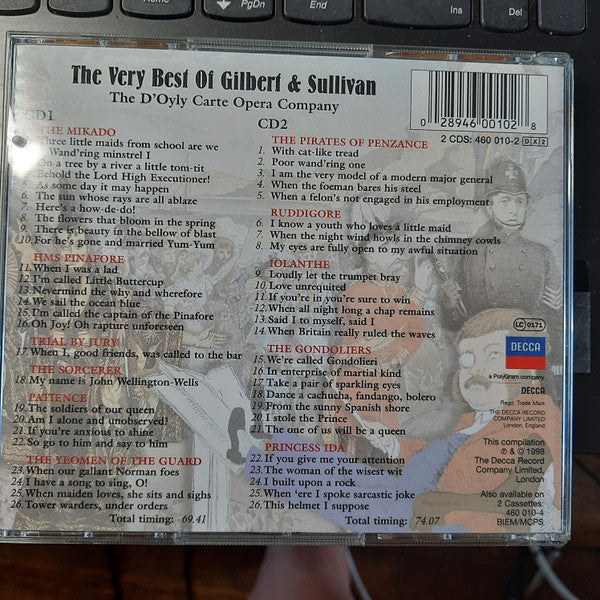 PgDn
End
Ins
Del
The Very Best Of Gilbert & Sullivan
The D'Oyly Carte Opera Company
0 28946 00102 8
2 CDS: 460 010-2 DX2
CD1
THE MIKADO
Three little maids from school are we
Wand'ring minstrel I
On a tree by a river a little tom-tit
Behold the Lord High Executioner!
5. As some day it may happen
6. The sun whose rays are all ablaze
7. Here's a how-de-do!
8. The flowers that bloom in the spring
9. There is beauty in the bellow of blast
10. For he's gone and married Yum-Yum
HMS PINAFORE
11. When I was a lad
12. I'm called Little Buttercup
13. Nevermind the why and wherefore
14. We sail the ocean blue
15. I'm called the captain of the Pinafore
16. Oh Joy! Oh rapture unforeseen
TRIAL BY JURY
17. When I, good friends, was called to the bar
THE SORCERER
18. My name is John Wellington-Wells
PATIENCE
19. The soldiers of our queen
20. Am I alone and unobserved?
21. If you're anxious to shine
22. So go to him and say to him
THE YEOMEN OF THE GUARD
23. When our gallant Norman foes
24. I have a song to sing, O!
25. When maiden loves, she sits and sighs
26. Tower warders, under orders
Total timing: 69.41
CD2
THE PIRATES OF PENZANCE
1. With cat-like tread
2. Poor wand'ring one
3. I am the very model of a modern major general
4. When the foeman bares his steel
5. When a felon's not engaged in his employment
RUDDIGORE
6. I know a youth who loves a little maid
7. When the night wind howls in the chimney cowls
8. My eyes are fully open to my awful situation
IOLANTHE
9. Loudly let the trumpet bray
10. Love unrequited
11. If you're in you're sure to win
12. When all night long a chap remains
13. Said I to myself, said I
14. When Britain really ruled the waves
THE GONDOLIERS
15. We're called Gondolieri
16. In enterprise of martial kind
17. Take a pair of sparkling eyes
18. Dance a cachucha, fandango, bolero
19. From the sunny Spanish shore
20. I stole the Prince
21. The one of us will be a queen
PRINCESS IDA
22. If you give me your attention
23. The woman of the wisest wit
24. I built upon a rock
25. When 'ere I spoke sarcastic joke
26. This helmet I suppose
Total timing: 74.07
LC 0171
DECCA
a PolyGram company
DECCA
Regd. Trade Mark
THE DECCA RECORD
COMPANY LIMITED
London, England
This compilation
℗ © 1998
The Decca Record
Company Limited,
London
Also available on
2 Cassettes:
460 010-4
BIEM/MCPS